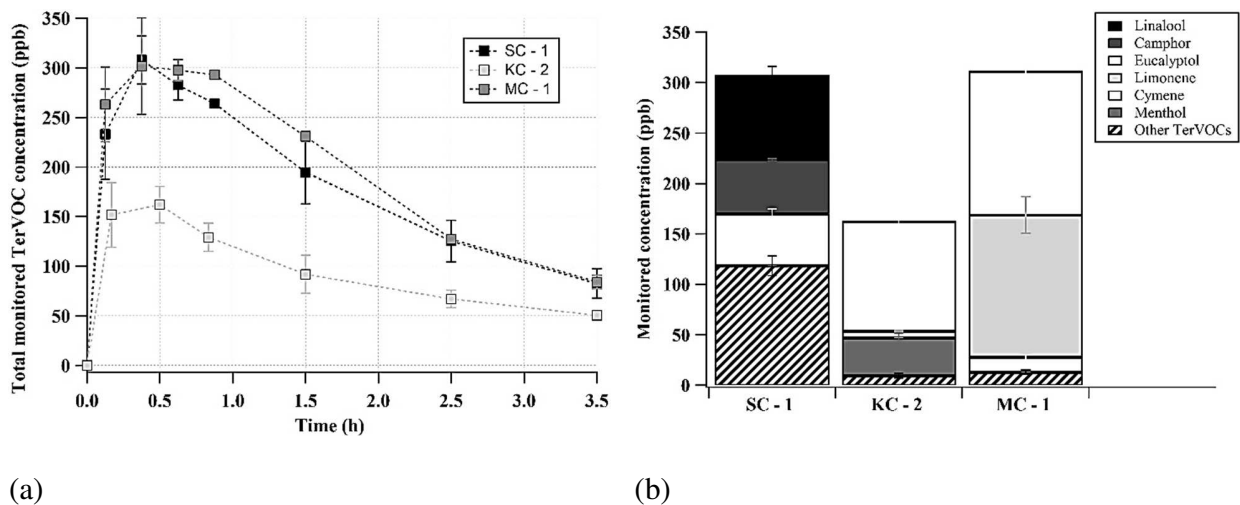 Total monitored TerVOC concentration (ppb)
350
300
250
200
150
100
50
0
SC - 1
KC - 2
MC - 1
0.0 0.5 1.0 1.5 2.0 2.5 3.0 3.5
Time (h)
(a)
Monitored concentration (ppb)
350
300
250
200
150
100
50
0
Linalool
Camphor
Eucalyptol
Limonene
Cymene
Menthol
Other TerVOCs
SC - 1 KC - 2 MC - 1
(b)